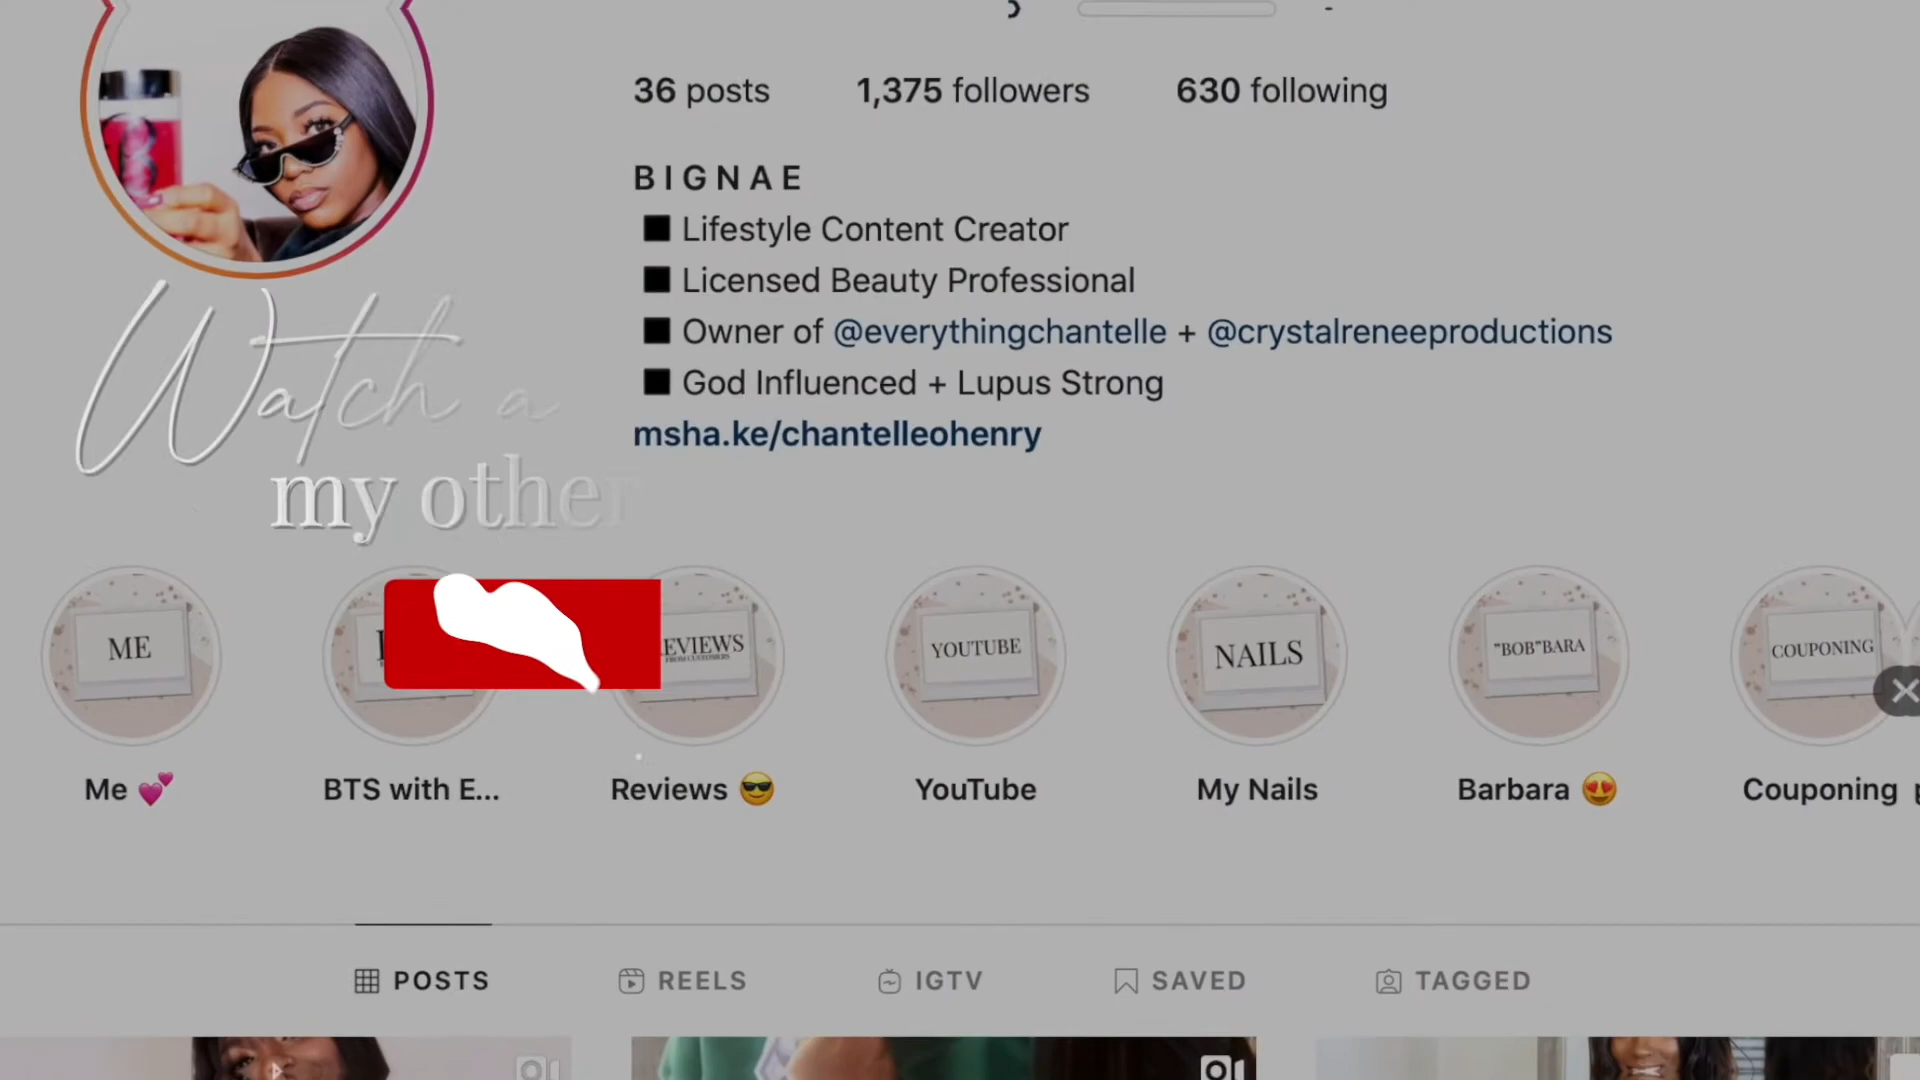 36 posts 1,375 followers 630 following
BIGNAE
Lifestyle Content Creator
Licensed Beauty Professional
Owner of @everythingchantelle + @crystalreneeproductions
God Influenced + Lupus Strong
msha.ke/chantelleohenry
Watch a
my other
ME
EVIEWS
FROM CUSTOMERS
YOUTUBE
NAILS
"BOB"BARA
COUPONING
Me 💕 BTS with E... Reviews 😎 YouTube My Nails Barbara 😍 Couponing
POSTS REELS IGTV SAVED TAGGED